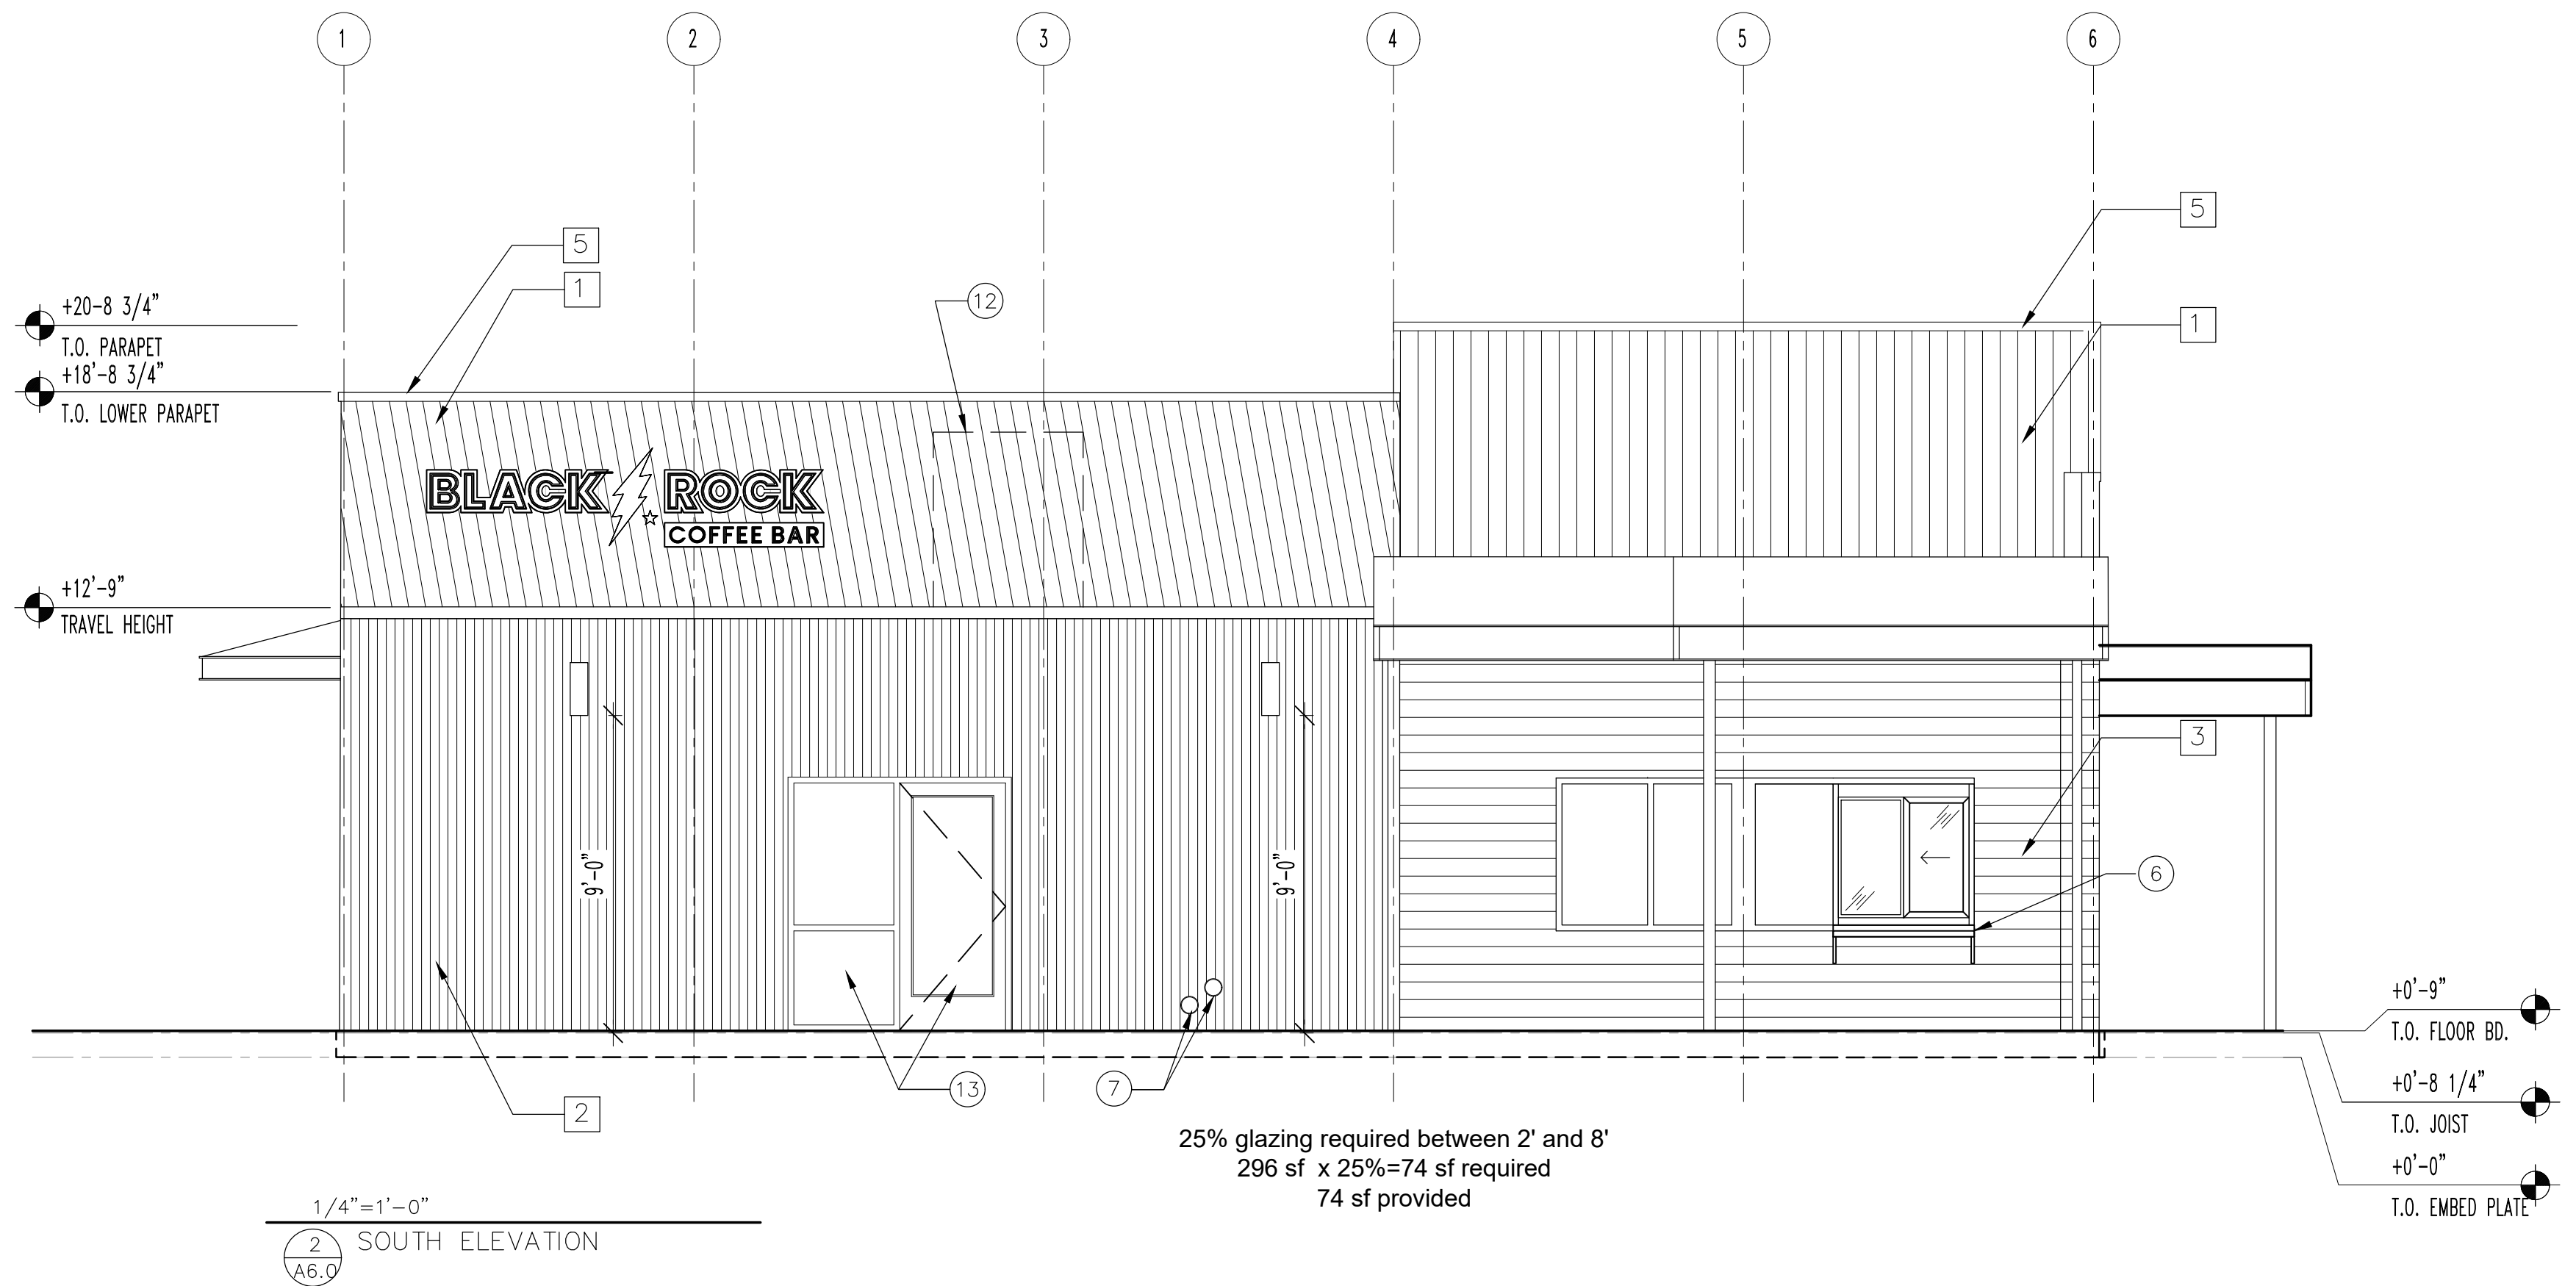 1 2 3 4 5 6
5
1
12
5
1
+20-8 3/4"
T.O. PARAPET
+18'-8 3/4"
T.O. LOWER PARAPET
BLACK ROCK
COFFEE BAR
+12'-9"
TRAVEL HEIGHT
3
9'-0"
9'-0"
6
+0'-9"
T.O. FLOOR BD.
+0'-8 1/4"
T.O. JOIST
+0'-0"
T.O. EMBED PLATE
2
13
7
25% glazing required between 2' and 8'
296 sf x 25%=74 sf required
74 sf provided
1/4"=1'-0"
2
A6.0
SOUTH ELEVATION